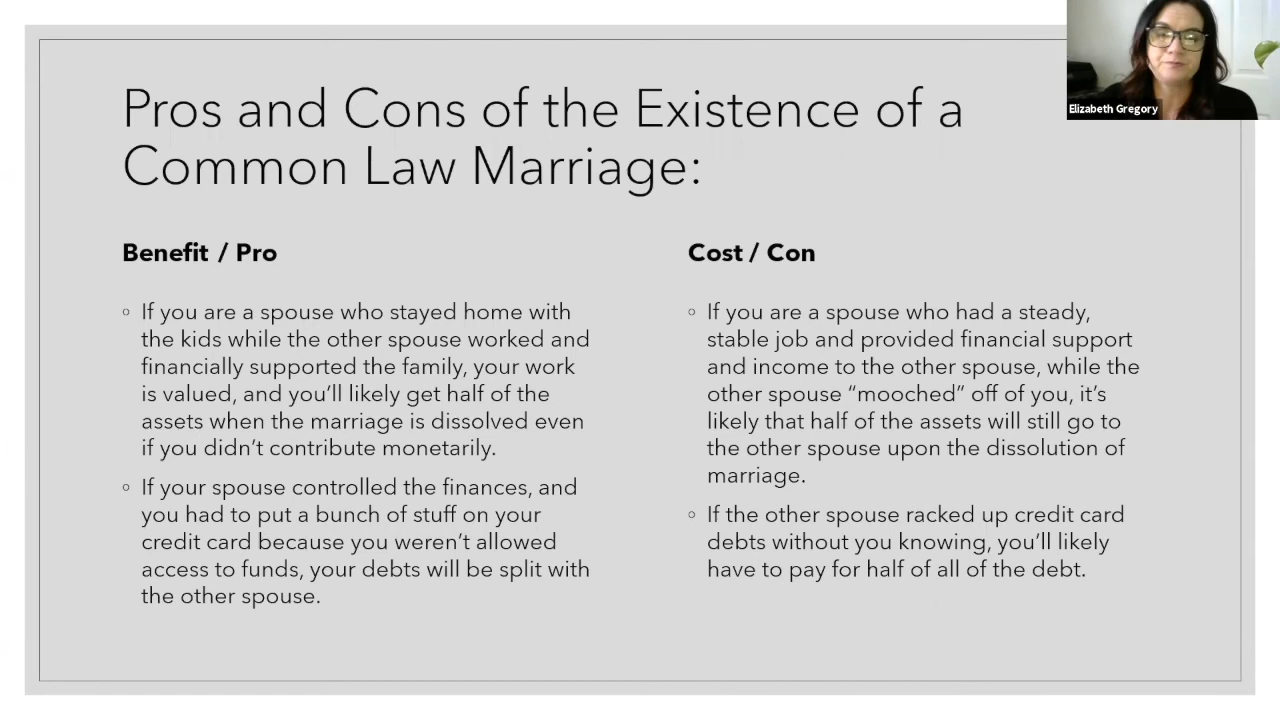 Pros and Cons of the Existence of a
Common Law Marriage:
Elizabeth Gregory
Benefit / Pro
◦ If you are a spouse who stayed home with
the kids while the other spouse worked and
financially supported the family, your work
is valued, and you’ll likely get half of the
assets when the marriage is dissolved even
if you didn’t contribute monetarily.
◦ If your spouse controlled the finances, and
you had to put a bunch of stuff on your
credit card because you weren’t allowed
access to funds, your debts will be split with
the other spouse.
Cost / Con
◦ If you are a spouse who had a steady,
stable job and provided financial support
and income to the other spouse, while the
other spouse “mooched” off of you, it’s
likely that half of the assets will still go to
the other spouse upon the dissolution of
marriage.
◦ If the other spouse racked up credit card
debts without you knowing, you’ll likely
have to pay for half of all of the debt.